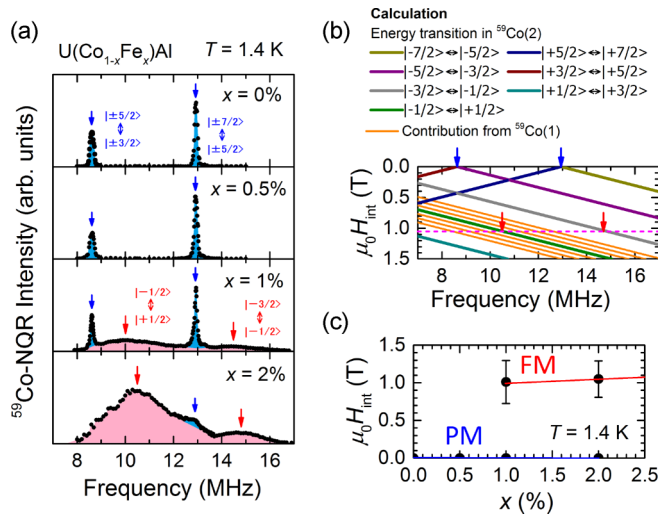 (a)
U(Co1-xFex)Al
T = 1.4 K
x = 0%
|±5/2>
|±3/2>
|±7/2>
|±5/2>
x = 0.5%
x = 1%
|−1/2>
|+1/2>
|−3/2>
|−1/2>
x = 2%
59Co-NQR Intensity (arb. units)
8 10 12 14 16
Frequency (MHz)
(b)
Calculation
Energy transition in 59Co(2)
|-7/2>↔|-5/2> |+5/2>↔|+7/2>
|-5/2>↔|-3/2> |+3/2>↔|+5/2>
|-3/2>↔|-1/2> |+1/2>↔|+3/2>
|-1/2>↔|+1/2>
Contribution from 59Co(1)
0.0
0.5
1.0
1.5
μ0Hint (T)
8 10 12 14 16
Frequency (MHz)
(c)
1.5
1.0
0.5
0.0
μ0Hint (T)
FM
PM
T = 1.4 K
0.0 0.5 1.0 1.5 2.0 2.5
x (%)